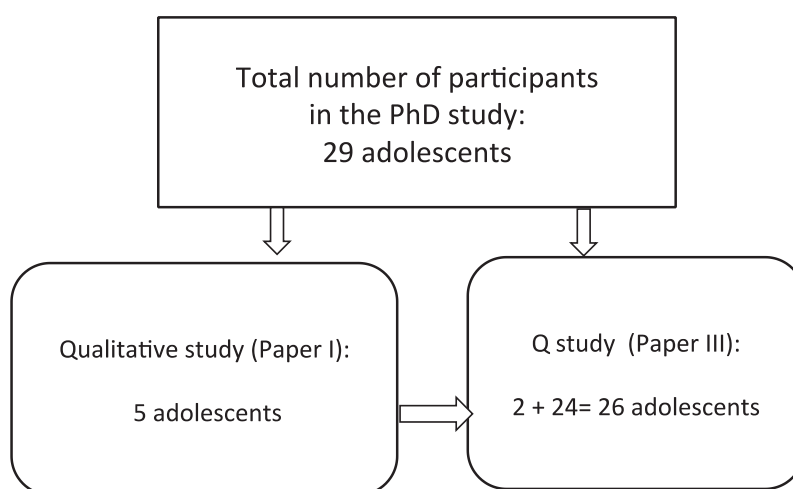 Total number of participants
in the PhD study:
29 adolescents
Qualitative study (Paper I):
5 adolescents
Q study (Paper III):
2 + 24= 26 adolescents